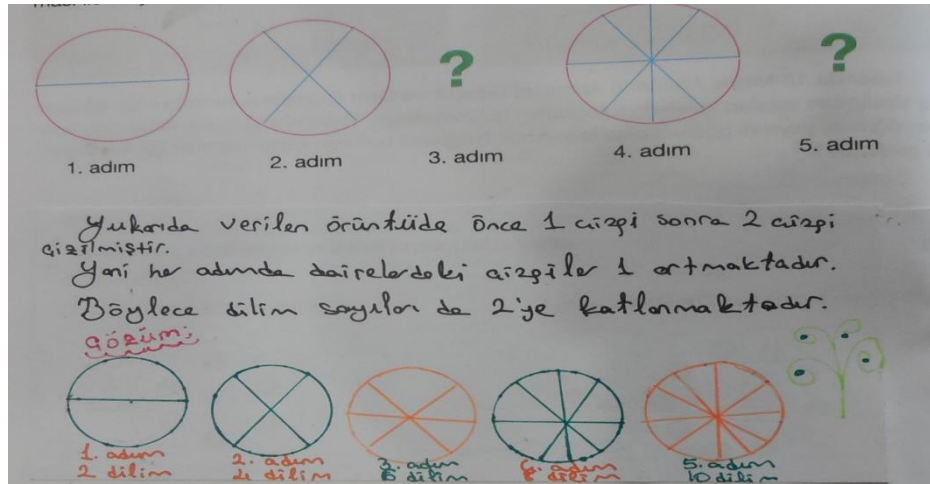 ?
?
1. adım 2. adım 3. adım 4. adım 5. adım
Yukarıda verilen örüntüde önce 1 çizgi sonra 2 çizgi
çizilmiştir.
Yani her adımda dairelerdeki çizgiler 1 artmaktadır.
Böylece dilim sayıları da 2'ye katlanmaktadır.
çözüm:
1. adım 2. adım 3. adım 4. adım 5. adım
2 dilim 4 dilim 6 dilim 8 dilim 10 dilim